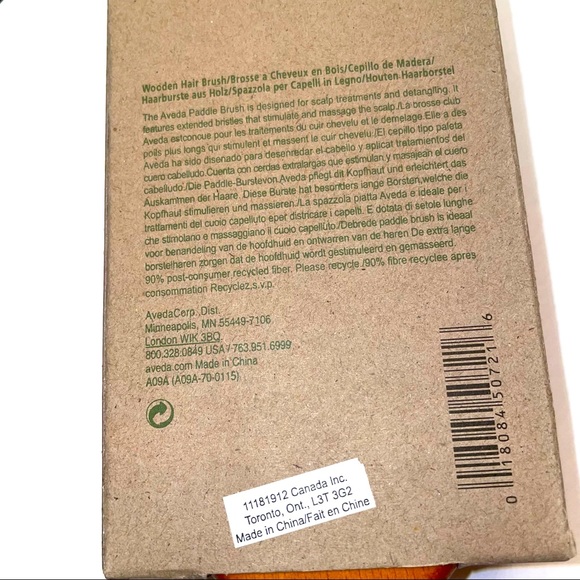 Wooden Hair Brush/Brosse a Cheveux en Bois/Cepillo de Madera/
Haarburste aus Holz/Spazzola per Capelli in Legno/Houten Haarborstel
The Aveda Paddle Brush is designed for scalp treatments and detangling. It
features extended bristles that stimulate and massage the scalp./La brosse club
Aveda estconcue pour les traitements du cuir chevelu et le demelage.Elle a des
poils plus longs qui stimulent et massent le cuir chevelu./El cepillo tipo paleta
Aveda ha sido disenado para desenredar el cabello y aplicat tratamientos del
cuero cabelludo.Cuenta con cerdas extralargas que estimulan y masajean el cuero
cabelludo./Die Paddle-Burstevon Aveda pflegt dit Kopfhaut und erleichtert das
Auskammen der Haare. Diese Burste hat besonders lange Borsten,welche die
Kopfhaut stimulieren und massieren./La spazzola piatta Aveda e ideale per i
trattamenti del cuoio capelluto epet districare i capelli. E dotata di setole lunghe
che stimolano e massaggiano il cuoio capelluto./Debrede paddle brush is ideaal
voor benandeling van de hoofdhuid en ontwarren van de haren De extra lange
borstelharen zorgen dat de hoofdhuid wordt gestimuleerd en gemasseerd.
90% post-consumer recycled fiber. Please recycle./90% fibre recyclee apres
consommation Recyclez,s.v.p.
AvedaCorp.,Dist.
Minneapolis, MN.55449-7106
London WIK 3BQ
800.328.0849 USA/-763.951.6999
aveda.com Made in China
A09A (A09A-70-0115)
0 18084 50721 6
11181912 Canada Inc.
Toronto, Ont., L3T 3G2
Made in China/Fait en Chine